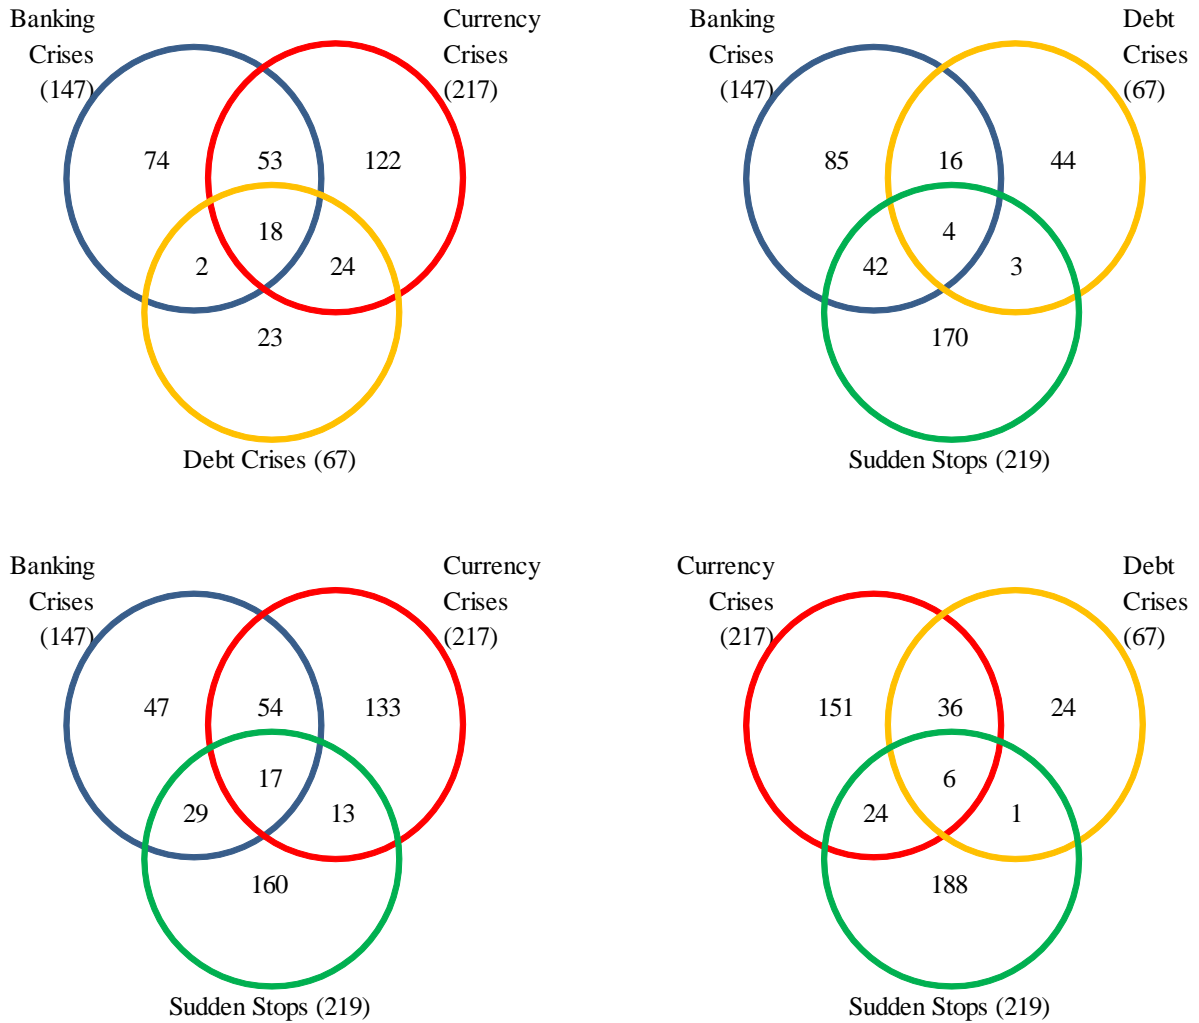 Banking
Crises
(147)
Currency
Crises
(217)
74
53
122
18
2
24
23
Debt Crises (67)
Banking
Crises
(147)
Debt
Crises
(67)
85
16
44
4
42
3
170
Sudden Stops (219)
Banking
Crises
(147)
Currency
Crises
(217)
47
54
133
17
29
13
160
Sudden Stops (219)
Currency
Crises
(217)
Debt
Crises
(67)
151
36
24
6
24
1
188
Sudden Stops (219)